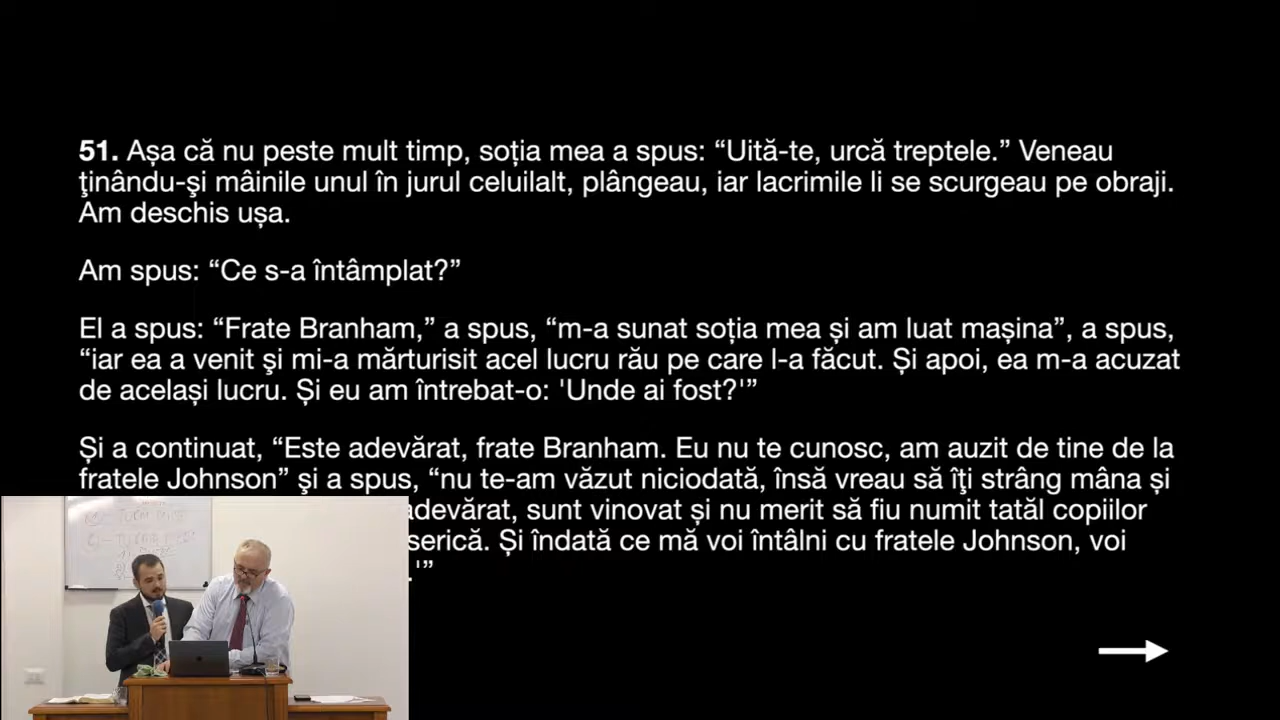 51. Așa că nu peste mult timp, soția mea a spus: “Uită-te, urcă treptele.” Veneau
ţinându-şi mâinile unul în jurul celuilalt, plângeau, iar lacrimile li se scurgeau pe obraji.
Am deschis ușa.
Am spus: “Ce s-a întâmplat?”
El a spus: “Frate Branham,” a spus, “m-a sunat soția mea și am luat mașina”, a spus,
“iar ea a venit şi mi-a mărturisit acel lucru rău pe care l-a făcut. Și apoi, ea m-a acuzat
de același lucru. Și eu am întrebat-o: 'Unde ai fost?'”
Și a continuat, “Este adevărat, frate Branham. Eu nu te cunosc, am auzit de tine de la
fratele Johnson” şi a spus, “nu te-am văzut niciodată, însă vreau să îţi strâng mâna și
adevărat, sunt vinovat și nu merit să fiu numit tatăl copiilor
serică. Și îndată ce mă voi întâlni cu fratele Johnson, voi
.'”